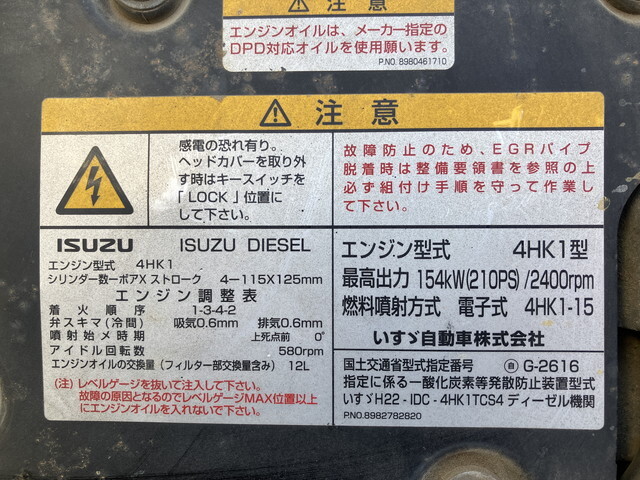 注意
エンジンオイルは、メーカー指定の
DPD対応オイルを使用願います。
P.NO. 8980461710
注意
感電の恐れ有り。
ヘッドカバーを取り外
す時はキースイッチを
「LOCK」位置に
して下さい。
故障防止のため、EGRパイプ
脱着時は整備要領書を参照の上
必ず組付け手順を守って作業し
て下さい。
ISUZU ISUZU DIESEL
エンジン型式 4HK1
シリンダー数ーボアX ストローク 4－115X125mm
エンジン調整表
着火順序 1-3-4-2
弁スキマ(冷間) 吸気0.6mm 排気0.6mm
噴射始メ時期 上死点前 0°
アイドル回転数 580rpm
エンジンオイルの交換量(フィルター部交換量含み) 12L
(注) レベルゲージを抜いて注入して下さい。
故障の原因となるのでレベルゲージMAX位置以上
にエンジンオイルを入れないで下さい。
エンジン型式 4HK1型
最高出力 154kW(210PS)/2400rpm
燃料噴射方式 電子式 4HK1-15
いすゞ自動車株式会社
国土交通省型式指定番号 ㊀G-2616
指定に係る一酸化炭素等発散防止装置型式
いすゞH22-IDC-4HK1TCS4 ディーゼル機関
P.NO. 8982782820